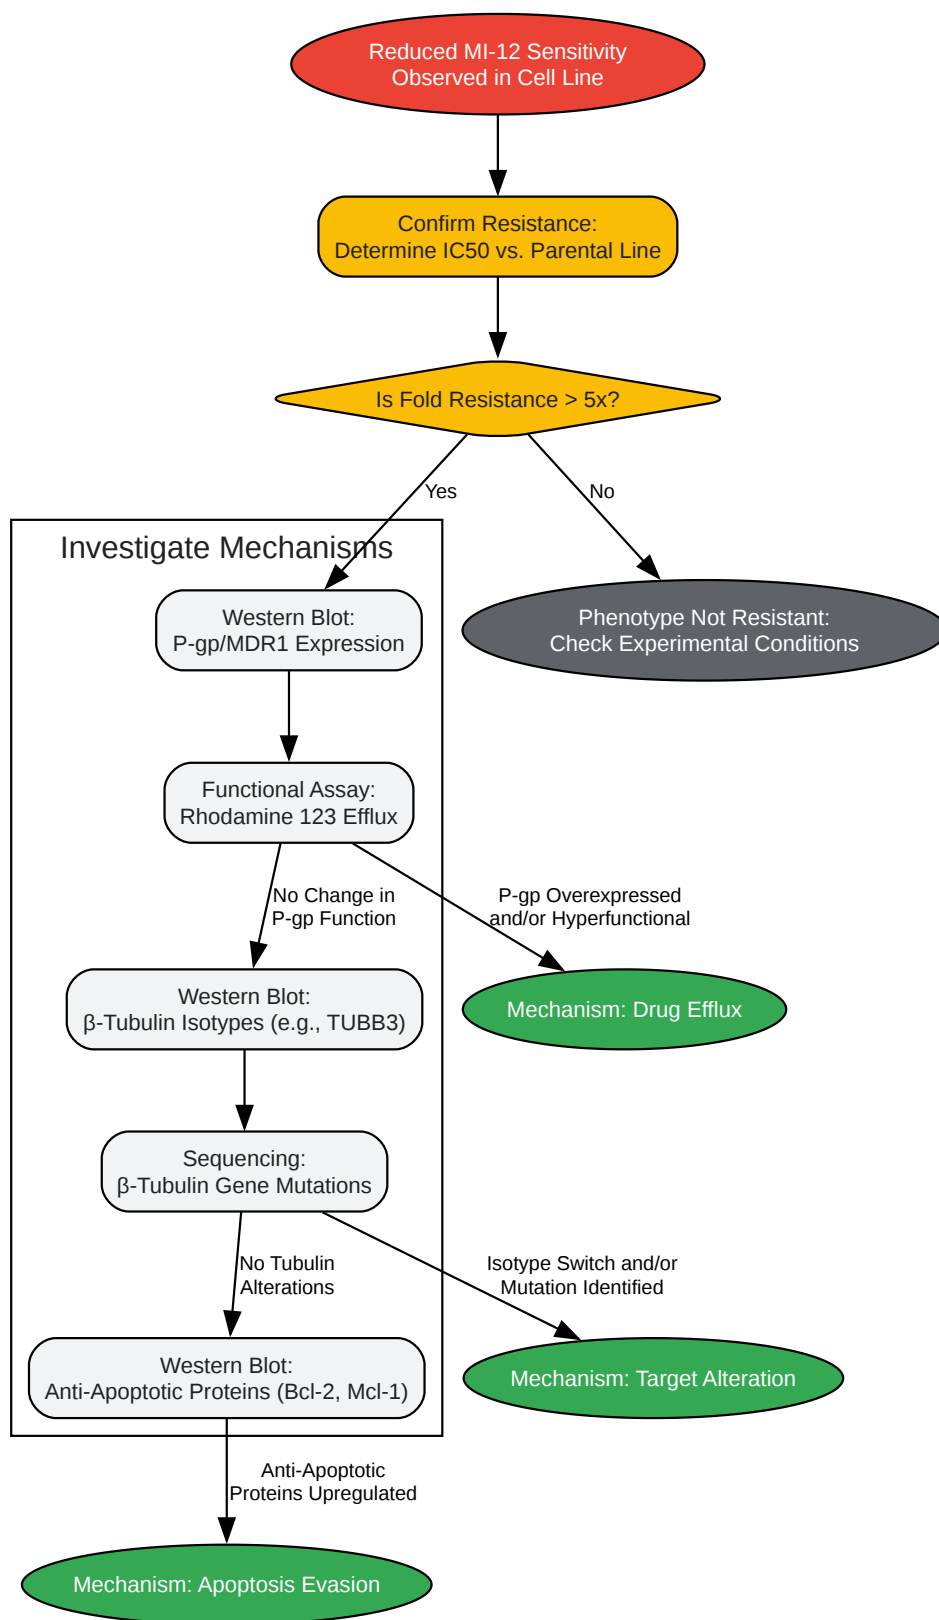 Reduced MI-12 Sensitivity
Observed in Cell Line
Confirm Resistance:
Determine IC50 vs. Parental Line
Is Fold Resistance > 5x?
Yes
No
Investigate Mechanisms
Western Blot:
P-gp/MDR1 Expression
Phenotype Not Resistant:
Check Experimental Conditions
Functional Assay:
Rhodamine 123 Efflux
No Change in
P-gp Function
P-gp Overexpressed
and/or Hyperfunctional
Western Blot:
β-Tubulin Isotypes (e.g., TUBB3)
Mechanism: Drug Efflux
Sequencing:
β-Tubulin Gene Mutations
No Tubulin
Alterations
Isotype Switch and/or
Mutation Identified
Western Blot:
Anti-Apoptotic Proteins (Bcl-2, Mcl-1)
Mechanism: Target Alteration
Anti-Apoptotic
Proteins Upregulated
Mechanism: Apoptosis Evasion